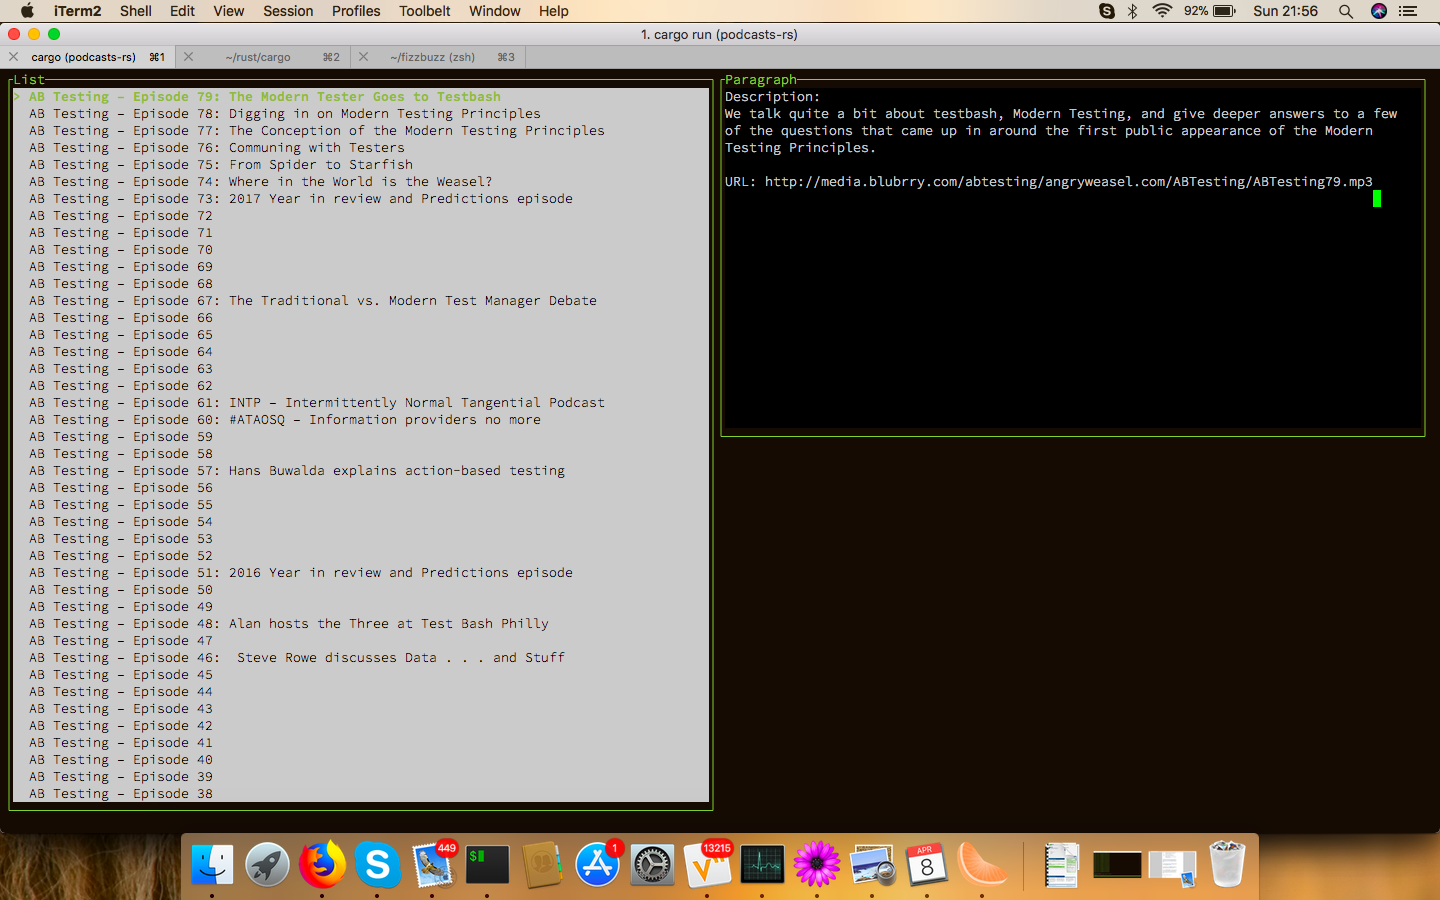 iTerm2 Shell Edit View Session Profiles Toolbelt Window Help 92% Sun 21:56
1. cargo run (podcasts-rs)
cargo (podcasts-rs) ⌘1 ~/rust/cargo ⌘2 ~/fizzbuzz (zsh) ⌘3
List
> AB Testing – Episode 79: The Modern Tester Goes to Testbash
AB Testing – Episode 78: Digging in on Modern Testing Principles
AB Testing – Episode 77: The Conception of the Modern Testing Principles
AB Testing – Episode 76: Communing with Testers
AB Testing – Episode 75: From Spider to Starfish
AB Testing – Episode 74: Where in the World is the Weasel?
AB Testing – Episode 73: 2017 Year in review and Predictions episode
AB Testing – Episode 72
AB Testing – Episode 71
AB Testing – Episode 70
AB Testing – Episode 69
AB Testing – Episode 68
AB Testing – Episode 67: The Traditional vs. Modern Test Manager Debate
AB Testing – Episode 66
AB Testing – Episode 65
AB Testing – Episode 64
AB Testing – Episode 63
AB Testing – Episode 62
AB Testing – Episode 61: INTP – Intermittently Normal Tangential Podcast
AB Testing – Episode 60: #ATAOSQ – Information providers no more
AB Testing – Episode 59
AB Testing – Episode 58
AB Testing – Episode 57: Hans Buwalda explains action-based testing
AB Testing – Episode 56
AB Testing – Episode 55
AB Testing – Episode 54
AB Testing – Episode 53
AB Testing – Episode 52
AB Testing – Episode 51: 2016 Year in review and Predictions episode
AB Testing – Episode 50
AB Testing – Episode 49
AB Testing – Episode 48: Alan hosts the Three at Test Bash Philly
AB Testing – Episode 47
AB Testing – Episode 46:  Steve Rowe discusses Data . . . and Stuff
AB Testing – Episode 45
AB Testing – Episode 44
AB Testing – Episode 43
AB Testing – Episode 42
AB Testing – Episode 41
AB Testing – Episode 40
AB Testing – Episode 39
AB Testing – Episode 38
Paragraph
Description:
We talk quite a bit about testbash, Modern Testing, and give deeper answers to a few
of the questions that came up in around the first public appearance of the Modern
Testing Principles.
URL: http://media.blubrry.com/abtesting/angryweasel.com/ABTesting/ABTesting79.mp3
449
$
1
13215
APR
8